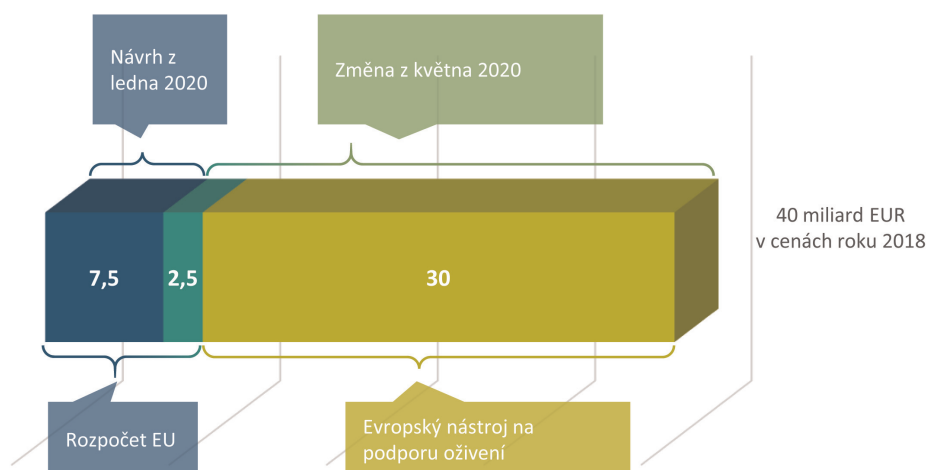 Návrh z
ledna 2020
Změna z května 2020
7,5
2,5
30
40 miliard EUR
v cenách roku 2018
Rozpočet EU
Evropský nástroj na
podporu oživení